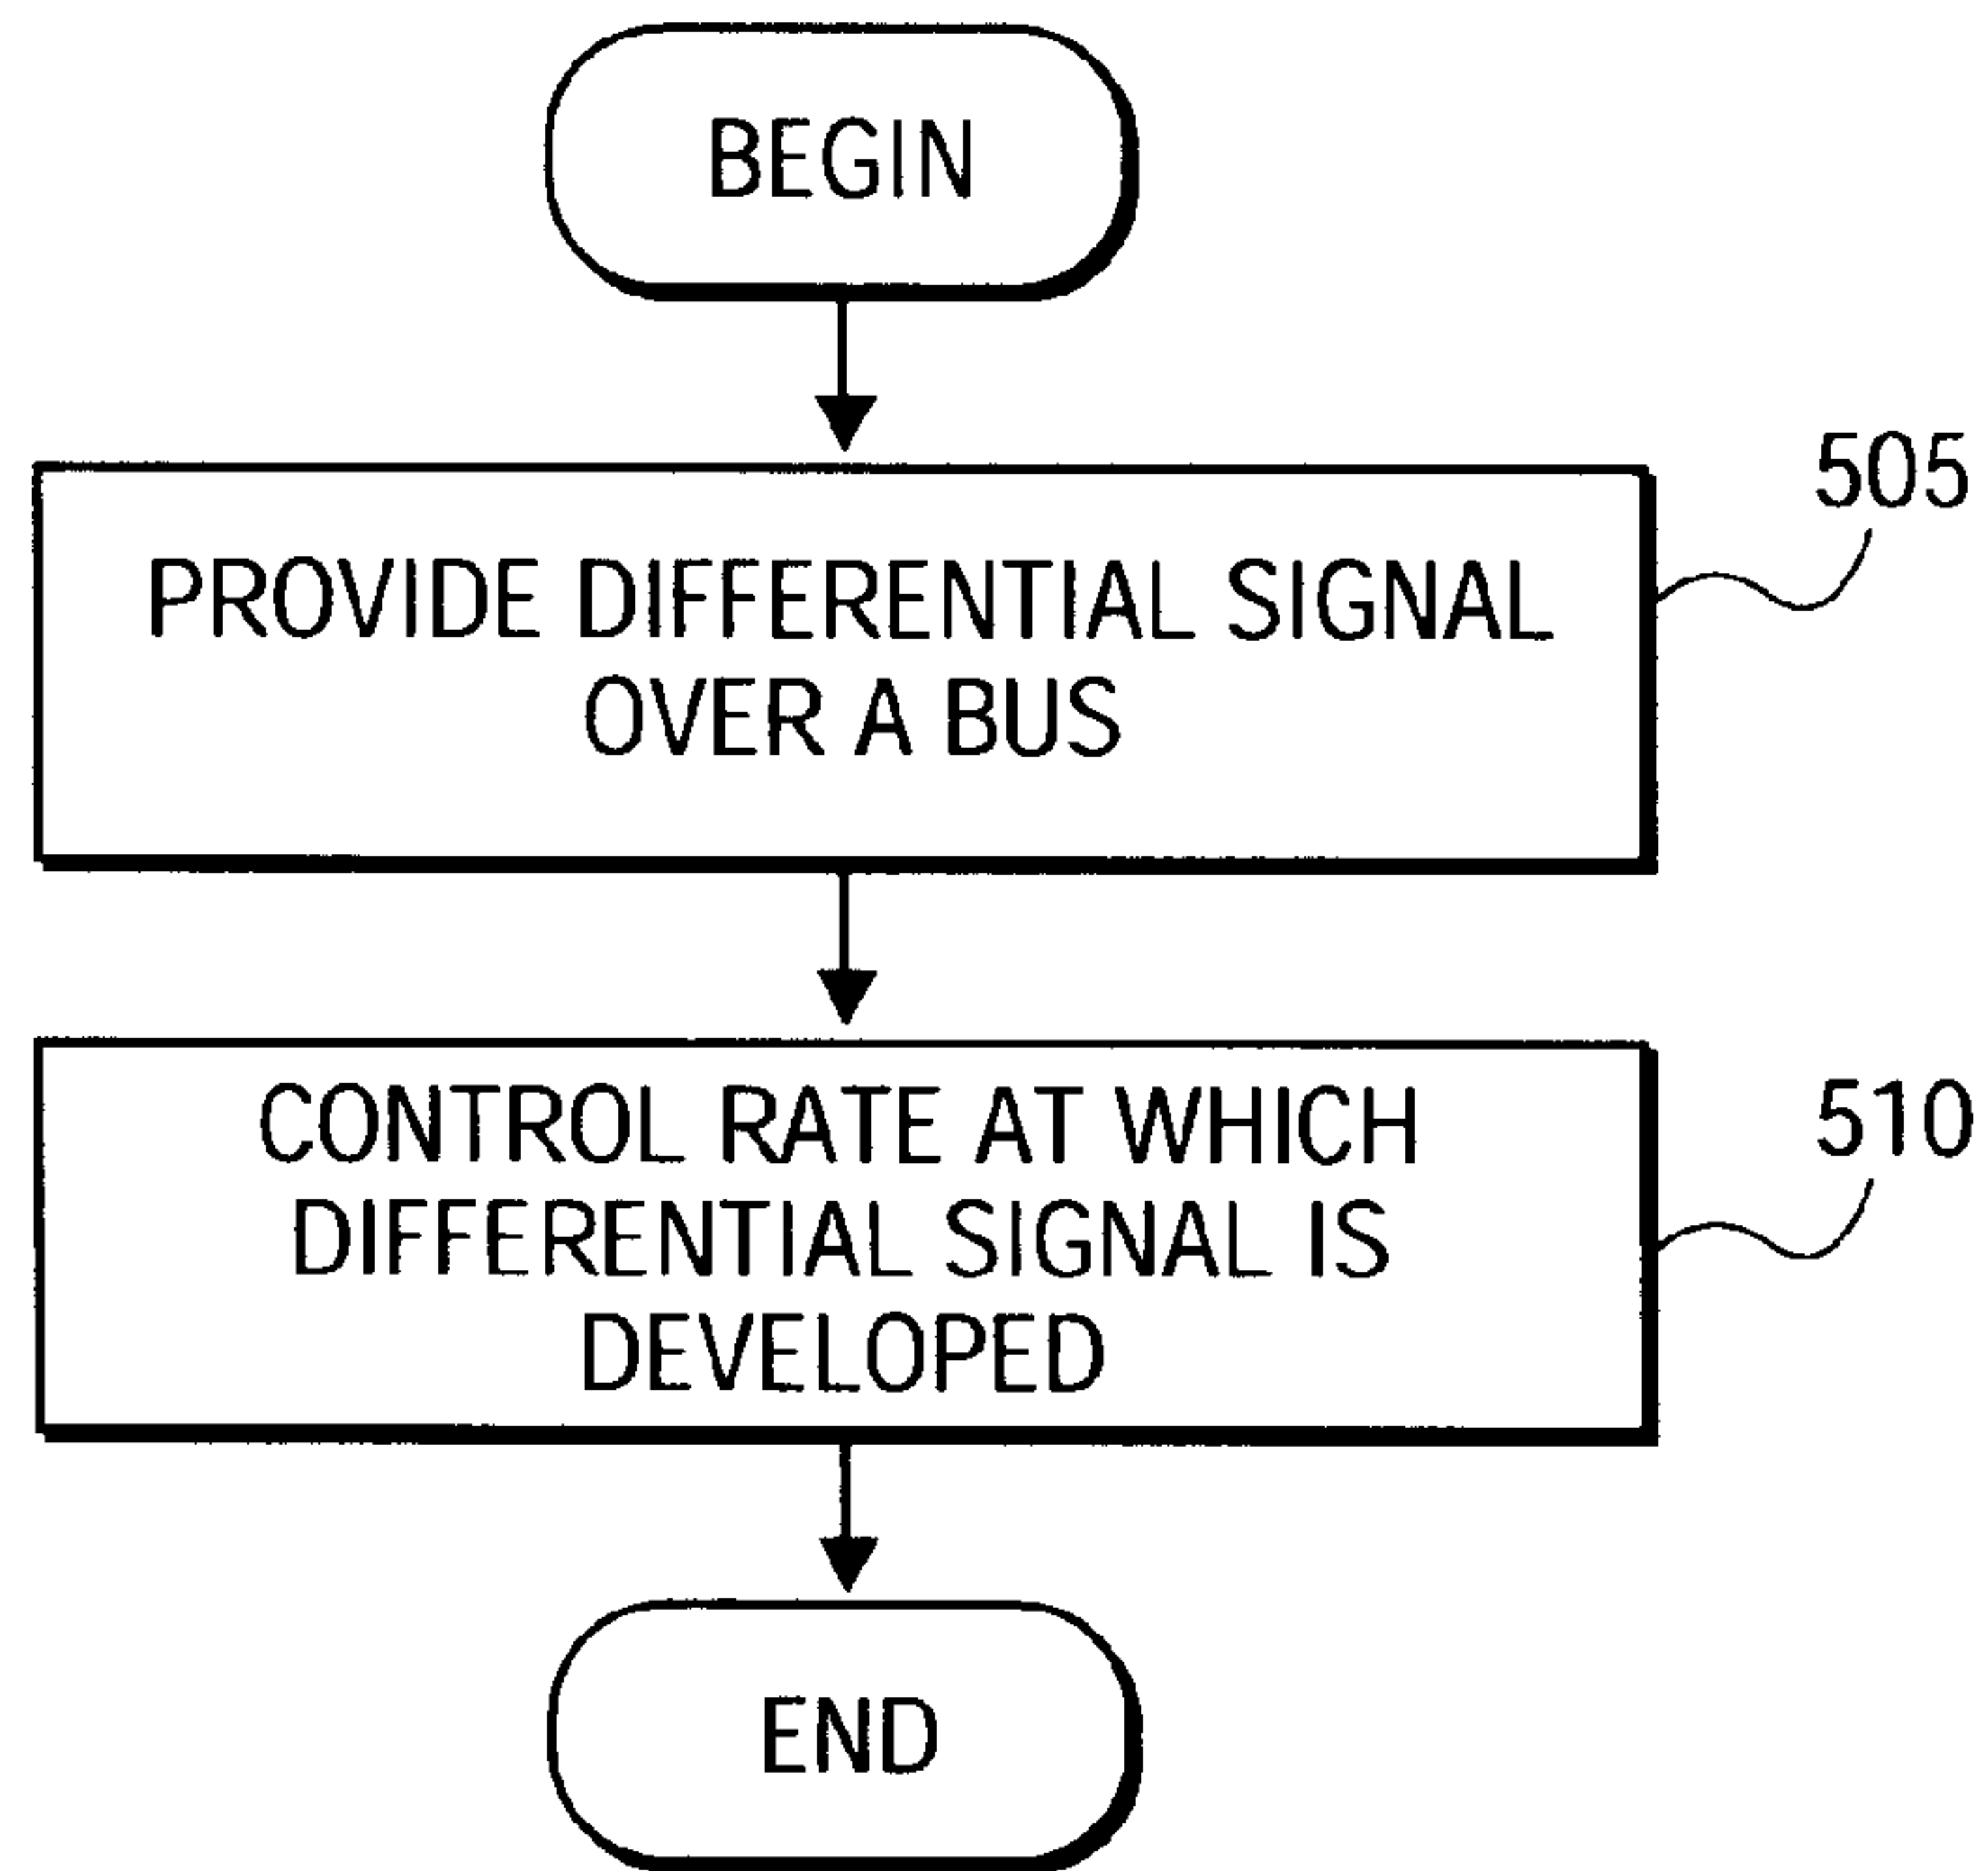 BEGIN
505
PROVIDE DIFFERENTIAL SIGNAL
OVER A BUS
510
CONTROL RATE AT WHICH
DIFFERENTIAL SIGNAL IS
DEVELOPED
END